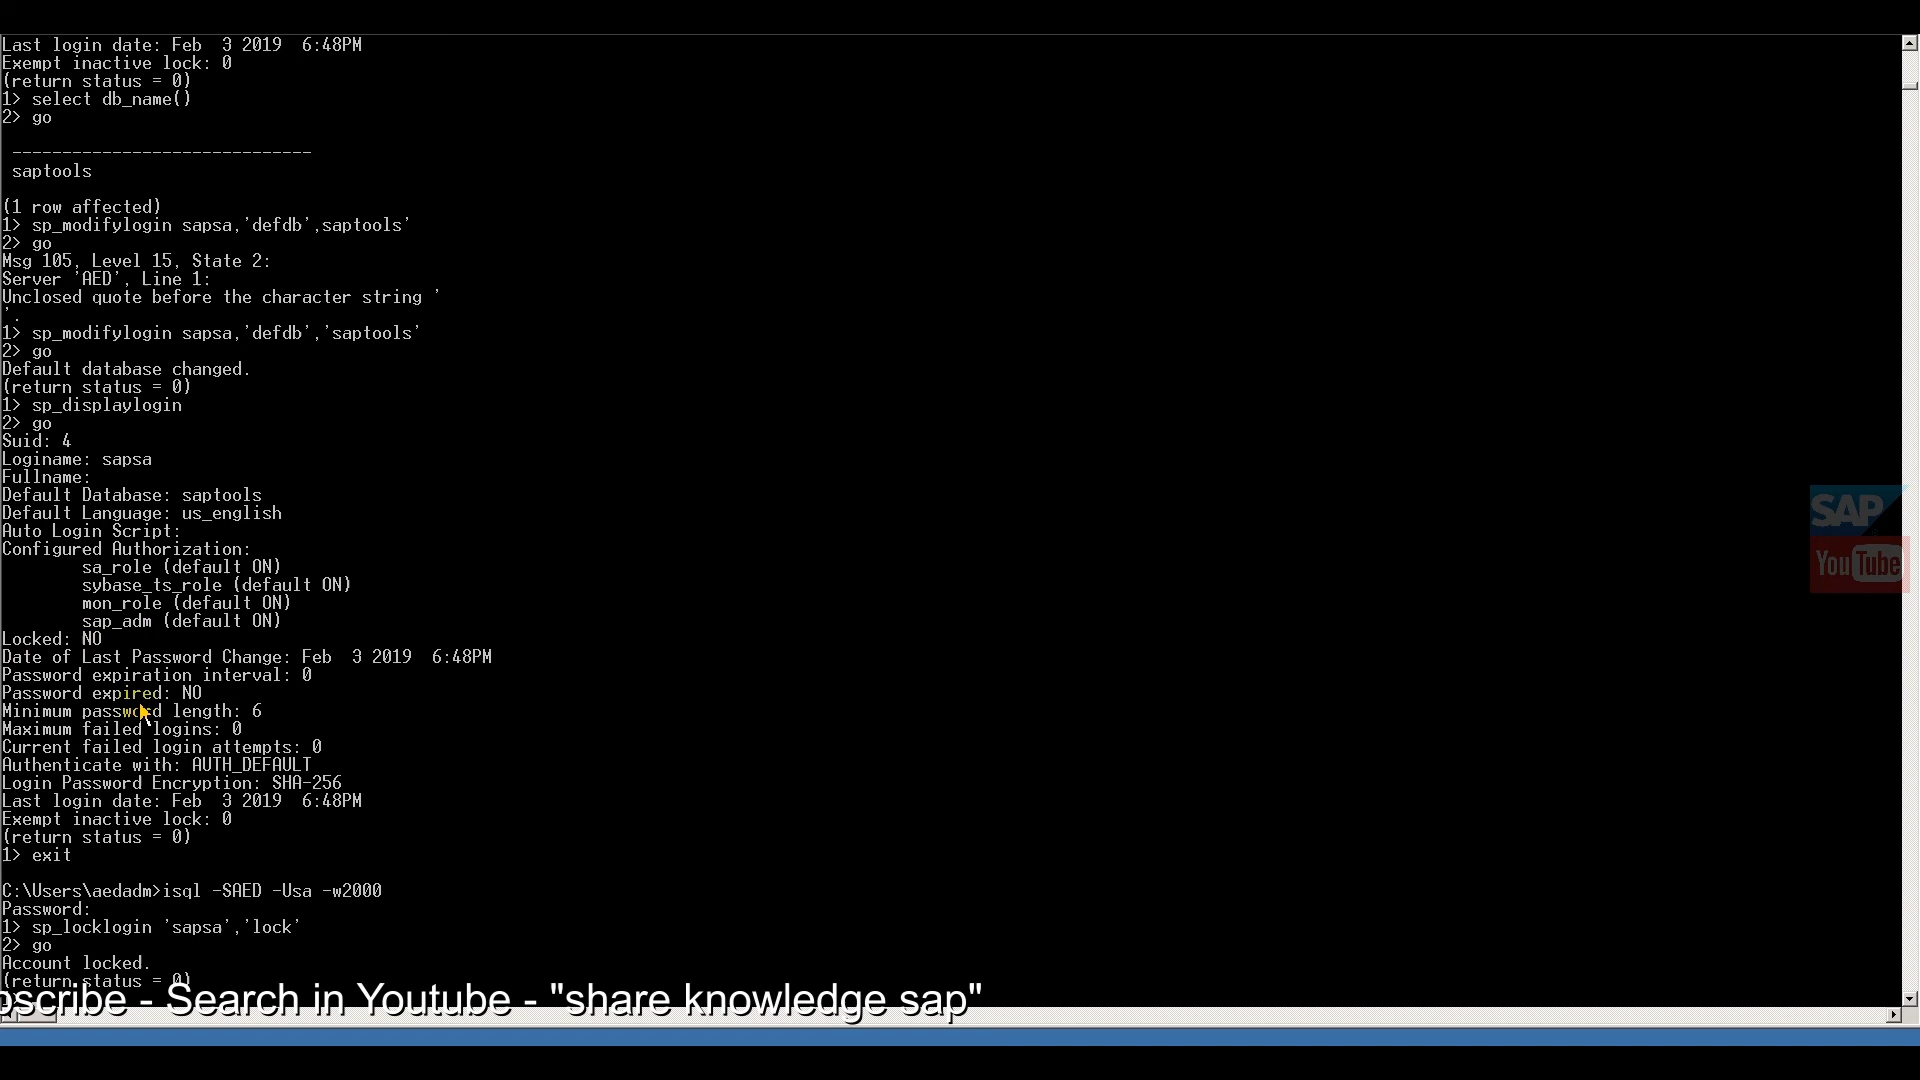 Last login date: Feb  3 2019  6:48PM
Exempt inactive lock: 0
(return status = 0)
1> select db_name()
2> go
------------------------------
saptools
(1 row affected)
1> sp_modifylogin sapsa,'defdb',saptools'
2> go
Msg 105, Level 15, State 2:
Server 'AED', Line 1:
Unclosed quote before the character string '
'.
1> sp_modifylogin sapsa,'defdb','saptools'
2> go
Default database changed.
(return status = 0)
1> sp_displaylogin
2> go
Suid: 4
Loginame: sapsa
Fullname:
Default Database: saptools
Default Language: us_english
Auto Login Script:
Configured Authorization:
sa_role (default ON)
sybase_ts_role (default ON)
mon_role (default ON)
sap_adm (default ON)
Locked: NO
Date of Last Password Change: Feb  3 2019  6:48PM
Password expiration interval: 0
Password expired: NO
Minimum password length: 6
Maximum failed logins: 0
Current failed login attempts: 0
Authenticate with: AUTH_DEFAULT
Login Password Encryption: SHA-256
Last login date: Feb  3 2019  6:48PM
Exempt inactive lock: 0
(return status = 0)
1> exit
C:\Users\aedadm>isql -SAED -Usa -w2000
Password:
1> sp_locklogin 'sapsa','lock'
2> go
Account locked.
(return status = 0)
bscribe - Search in Youtube - "share knowledge sap"
SAP
YouTube